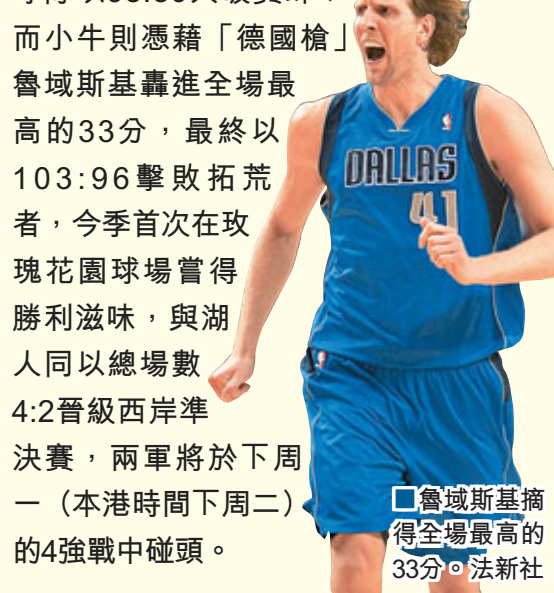 而小牛則憑藉「德國槍」
魯域斯基轟進全場最
高的33分，最終以
103:96擊敗拓荒
者，今季首次在玫
瑰花園球場嘗得
勝利滋味，與湖
人同以總場數
4:2晉級西岸準
決賽，兩軍將於下周
一（本港時間下周二）
的4強戰中碰頭。
DALLAS
41
■魯域斯基摘
得全場最高的
33分。法新社